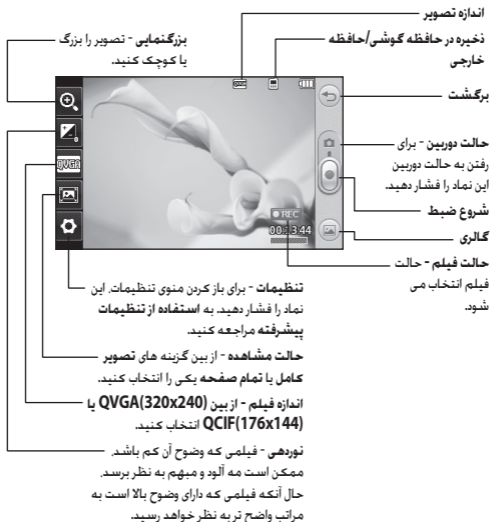 اندازه تصویر
ذخیره در حافظه گوشی/حافظه
خارجی
برگشت
حالت دوربین - برای
رفتن به حالت دوربین
این نماد را فشار دهید.
شروع ضبط
گالری
حالت فیلم - حالت
فیلم انتخاب می
شود.
بزرگنمایی - تصویر را بزرگ
یا کوچک کنید.
QVGA
REC
00:13:44
تنظیمات - برای باز کردن منوی تنظیمات، این
نماد را فشار دهید. به استفاده از تنظیمات
پیشرفته مراجعه کنید.
حالت مشاهده - از بین گزینه های تصویر
کامل یا تمام صفحه یکی را انتخاب کنید.
اندازه فیلم - از بین QVGA(320x240) یا
QCIF(176x144) انتخاب کنید.
نوردهی - فیلمی که وضوح آن کم باشد،
ممکن است مه آلود و مبهم به نظر برسد،
حال آنکه فیلمی که دارای وضوح بالا است به
مراتب واضح تر به نظر خواهد رسید.